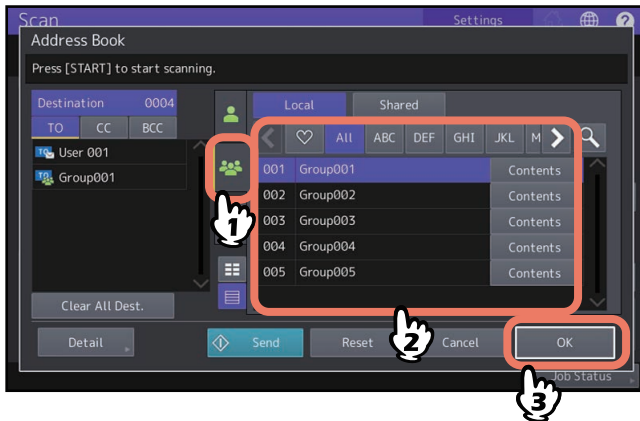 Scan
Settings
Address Book
Press [START] to start scanning.
Destination 0004
TO CC BCC
TO User 001
TO Group001
Clear All Dest.
Detail
Local Shared
All ABC DEF GHI JKL M
001 Group001 Contents
002 Group002 Contents
003 Group003 Contents
004 Group004 Contents
005 Group005 Contents
Send Reset Cancel OK
Job Status
1
2
3